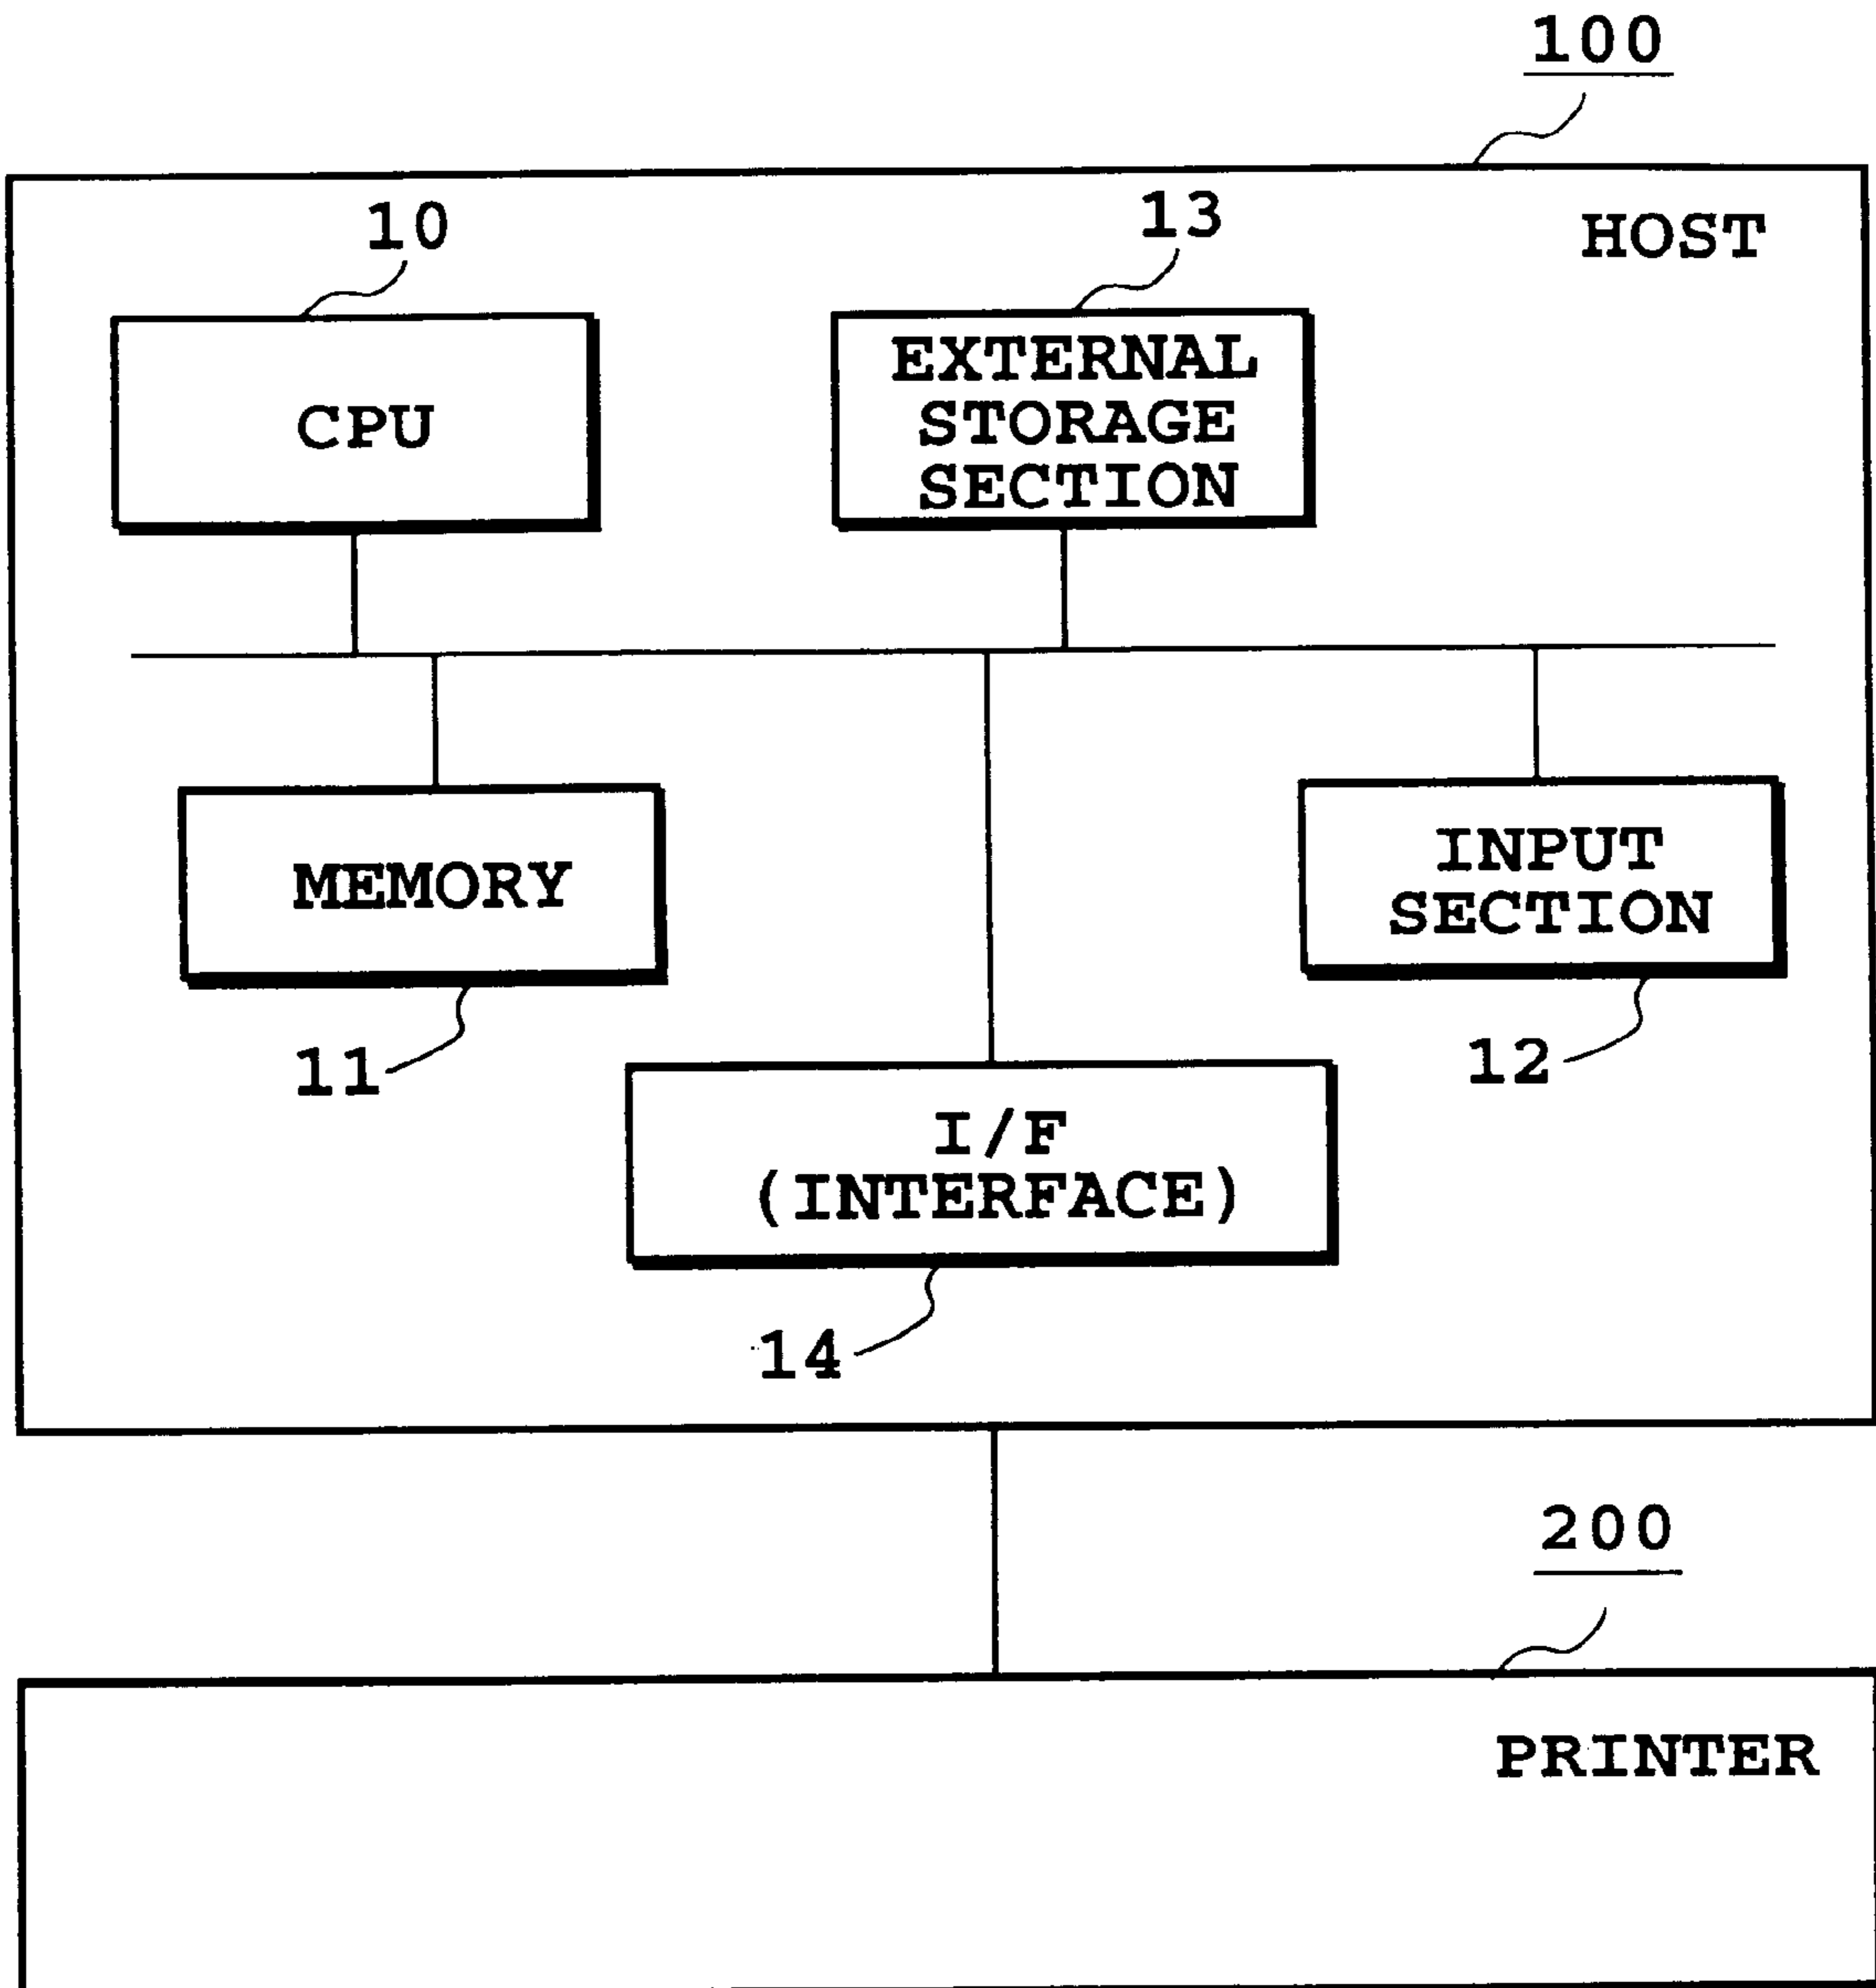 100
HOST
10
13
CPU
EXTERNAL
STORAGE
SECTION
MEMORY
INPUT
SECTION
11
12
I/F
(INTERFACE)
14
200
PRINTER